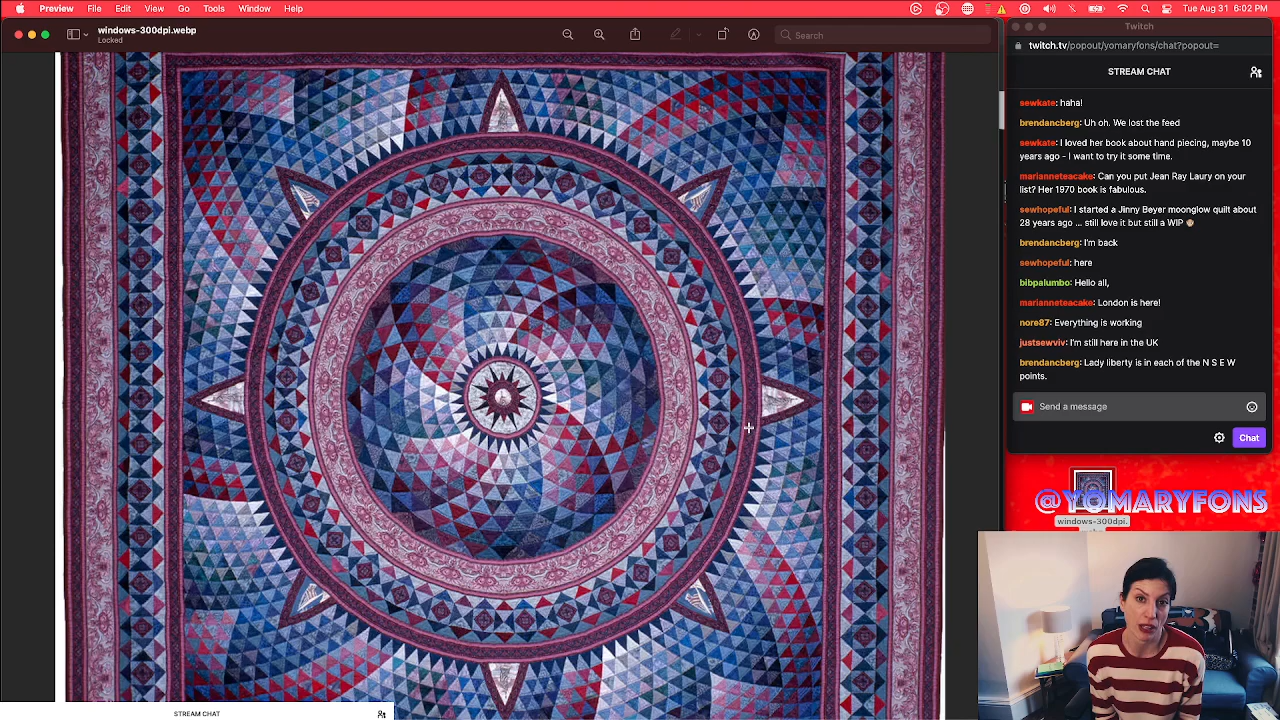 Preview File Edit View Go Tools Window Help
Tue Aug 31 6:02 PM
windows-300dpi.webp
Locked
Search
Twitch
twitch.tv/popout/yomaryfons/chat?popout=
STREAM CHAT
sewkate: haha!
brendancberg: Uh oh. We lost the feed
sewkate: I loved her book about hand piecing, maybe 10
years ago - I want to try it some time.
marianneteacake: Can you put Jean Ray Laury on your
list? Her 1970 book is fabulous.
sewhopeful: I started a Jinny Beyer moonglow quilt about
28 years ago ... still love it but still a WIP
brendancberg: I'm back
sewhopeful: here
bibpalumbo: Hello all,
marianneteacake: London is here!
nore87: Everything is working
justsewviv: I'm still here in the UK
brendancberg: Lady liberty is in each of the N S E W
points.
Send a message
Chat
@YOMARYFONS
windows-300dpi.
STREAM CHAT